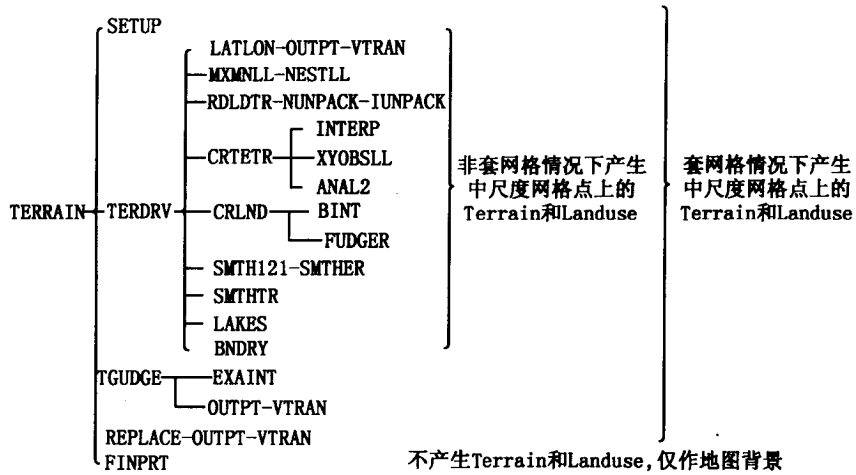 SETUP
LATLON-OUTPT-VTRAN
MXMNLL-NESTLL
RDLDTR-NUNPACK-IUNPACK
INTERP
CRTETR
XYOBSLL
ANAL2
非套网格情况下产生
中尺度网格点上的
Terrain和Landuse
套网格情况下产生
中尺度网格点上的
Terrain和Landuse
TERRAIN
TERDRV
CRLND
BINT
FUDGER
SMTH121-SMTHER
SMTHTR
LAKES
BNDRY
TGUDGE
EXAINT
OUTPT-VTRAN
REPLACE-OUTPT-VTRAN
FINPRT
不产生Terrain和Landuse,仅作地图背景